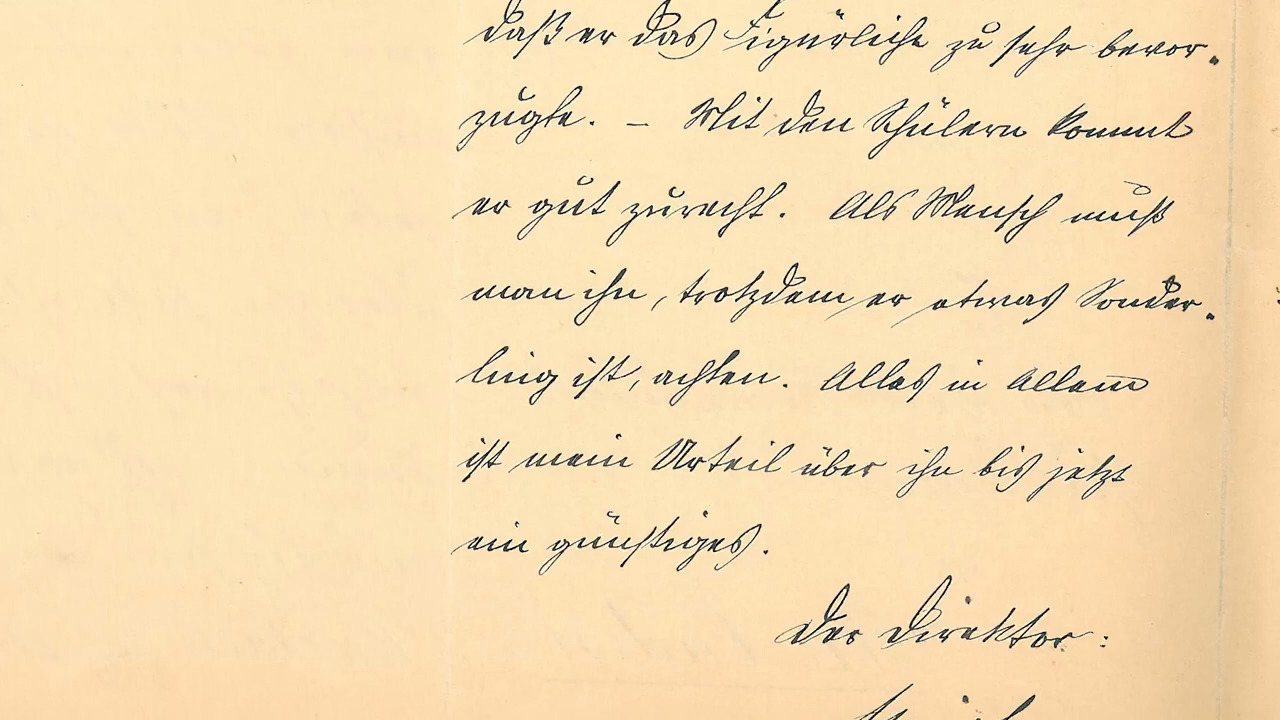 daß er das Figürliche zu sehr bevor-
zugte. – Mit den Schülern kommt
er gut zurecht. Als Mensch muß
man ihn, trotzdem er etwas Sonder-
ling ist, achten. Alles in Allem
ist mein Urteil über ihn bis jetzt
ein günstiges.
Der Direktor: